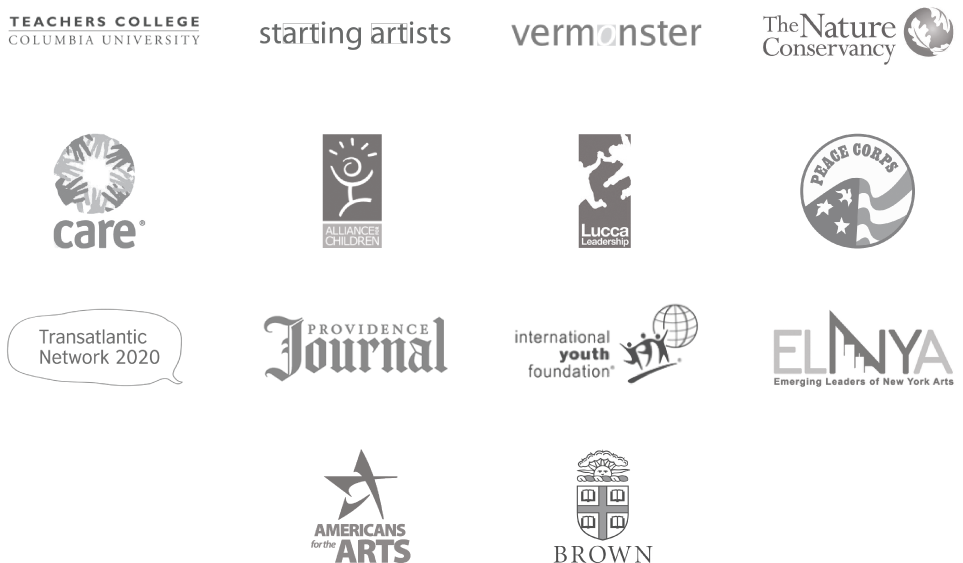 TEACHERS COLLEGE
COLUMBIA UNIVERSITY
starting artists
vermonster
The Nature
Conservancy
care®
ALLIANCE FOR
CHILDREN
Lucca
Leadership
PEACE CORPS
Transatlantic
Network 2020
PROVIDENCE
Journal
international
youth
foundation®
ELNYA
Emerging Leaders of New York Arts
AMERICANS
for the ARTS
BROWN